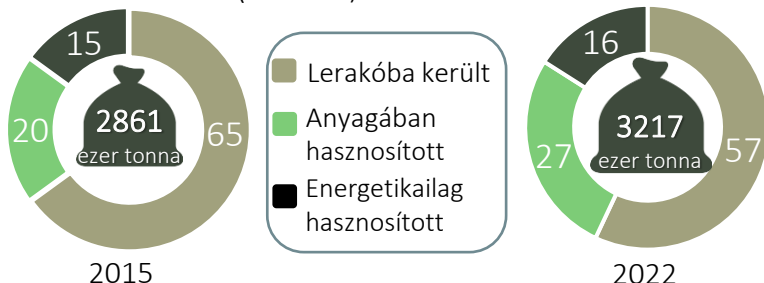 15
20
65
2861
ezer tonna
2015
Lerakóba került
Anyagában
hasznosított
Energetikailag
hasznosított
16
27
57
3217
ezer tonna
2022